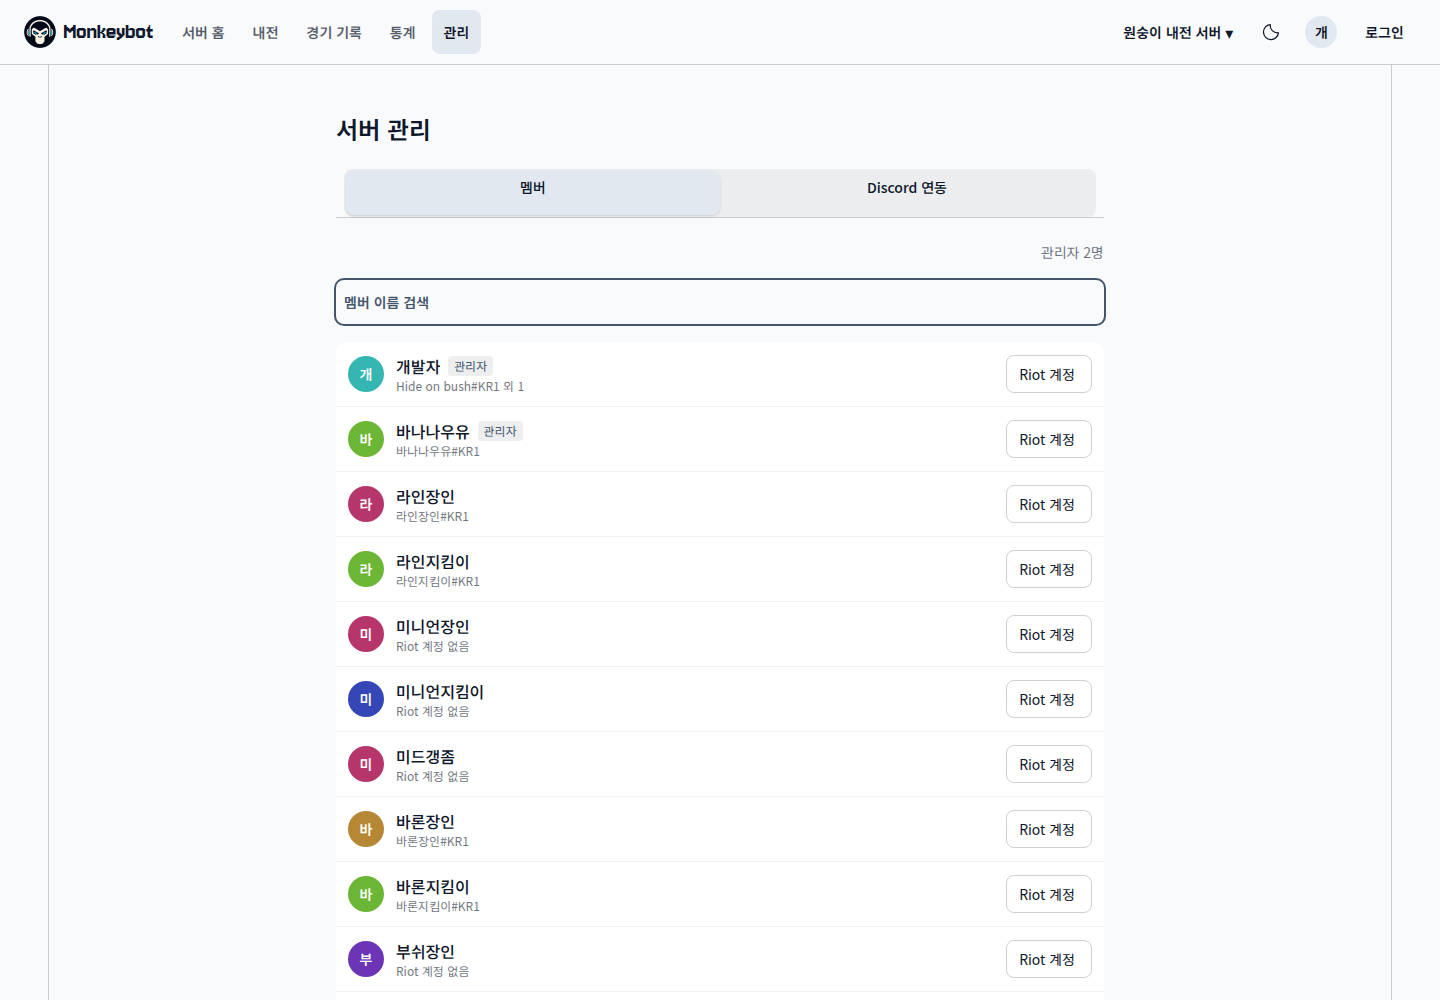 Monkeybot 서버 홈 내전 경기 기록 통계 관리 원숭이 내전 서버 ▾ 개 로그인
서버 관리
멤버 Discord 연동
관리자 2명
멤버 이름 검색
개 개발자 관리자
Hide on bush#KR1 외 1
Riot 계정
바 바나나우유 관리자
바나나우유#KR1
Riot 계정
라 라인장인
라인장인#KR1
Riot 계정
라 라인지킴이
라인지킴이#KR1
Riot 계정
미 미니언장인
Riot 계정 없음
Riot 계정
미 미니언지킴이
Riot 계정 없음
Riot 계정
미 미드갱좀
Riot 계정 없음
Riot 계정
바 바론장인
바론장인#KR1
Riot 계정
바 바론지킴이
바론지킴이#KR1
Riot 계정
부 부쉬장인
Riot 계정 없음
Riot 계정